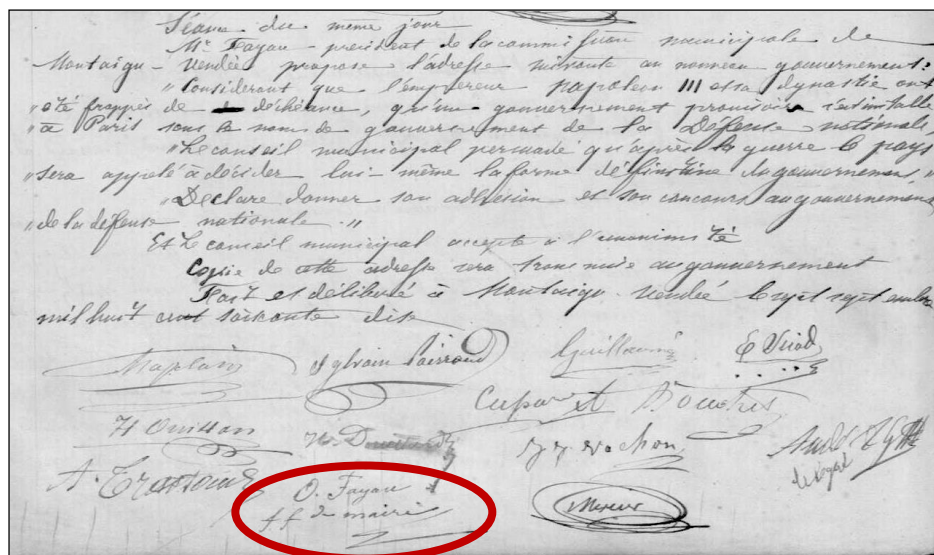 Séance du même jour
Mr Fayau - président de la commission municipale de
Montaigu - Vendée propose l'adresse suivante au nouveau gouvernement:
"Considérant que l'empereur Napoléon III et sa dynastie ont
"été frappés de déchéance, qu'un gouvernement provisoire s'est installé
"à Paris sous le nom de gouvernement de la Défense nationale,
"Le conseil municipal persuadé qu'après la guerre le pays
"sera appelé à décider lui-même la forme définitive du gouvernement "
"Déclare donner son adhésion et son concours au gouvernement
"de la défense nationale."
Et Le conseil municipal accepte à l'unanimité
Copie de cette adresse sera transmise au gouvernement
Fait et délibéré à Montaigu - Vendée le sept septembre
mil huit cent soixante dix
Sylvain Guillaumé
H. J. J.
A. O. Fayau
ff de maire Mercier